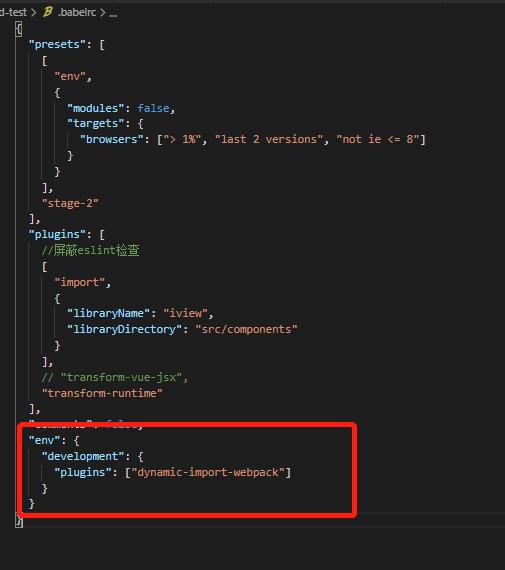 d-test > .babelrc > ...
{
"presets": [
[
"env",
{
"modules": false,
"targets": {
"browsers": ["> 1%", "last 2 versions", "not ie <= 8"]
}
}
],
"stage-2"
],
"plugins": [
//屏蔽eslint检查
[
"import",
{
"libraryName": "iview",
"libraryDirectory": "src/components"
}
],
// "transform-vue-jsx",
"transform-runtime"
],
"comments": false,
"env": {
"development": {
"plugins": ["dynamic-import-webpack"]
}
}
}